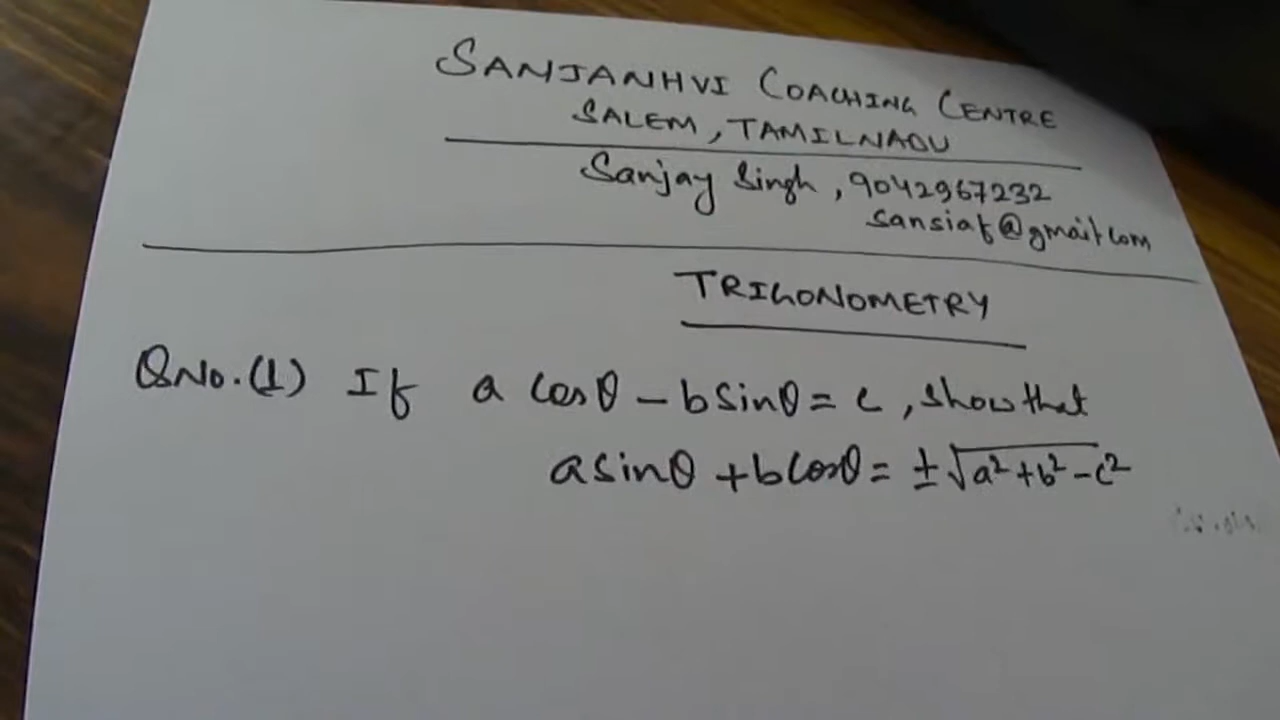 SANJANHVI COACHING CENTRE
SALEM, TAMILNADU
Sanjay Singh, 9042967232
sansiaf@gmail.com
TRIGONOMETRY
QNo.(1) If a cosθ - b sinθ = c, show that
a sinθ + b cosθ = ± √a² + b² - c²